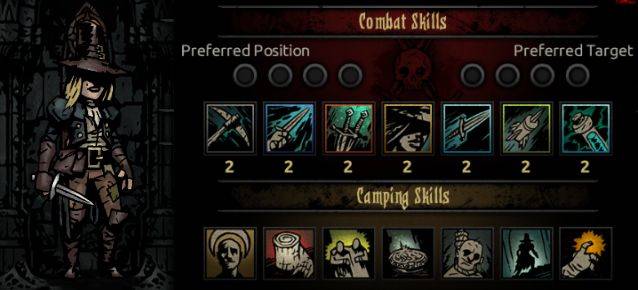 Combat Skills
Preferred Position Preferred Target
2 2 2 2 2 2 2
Camping Skills